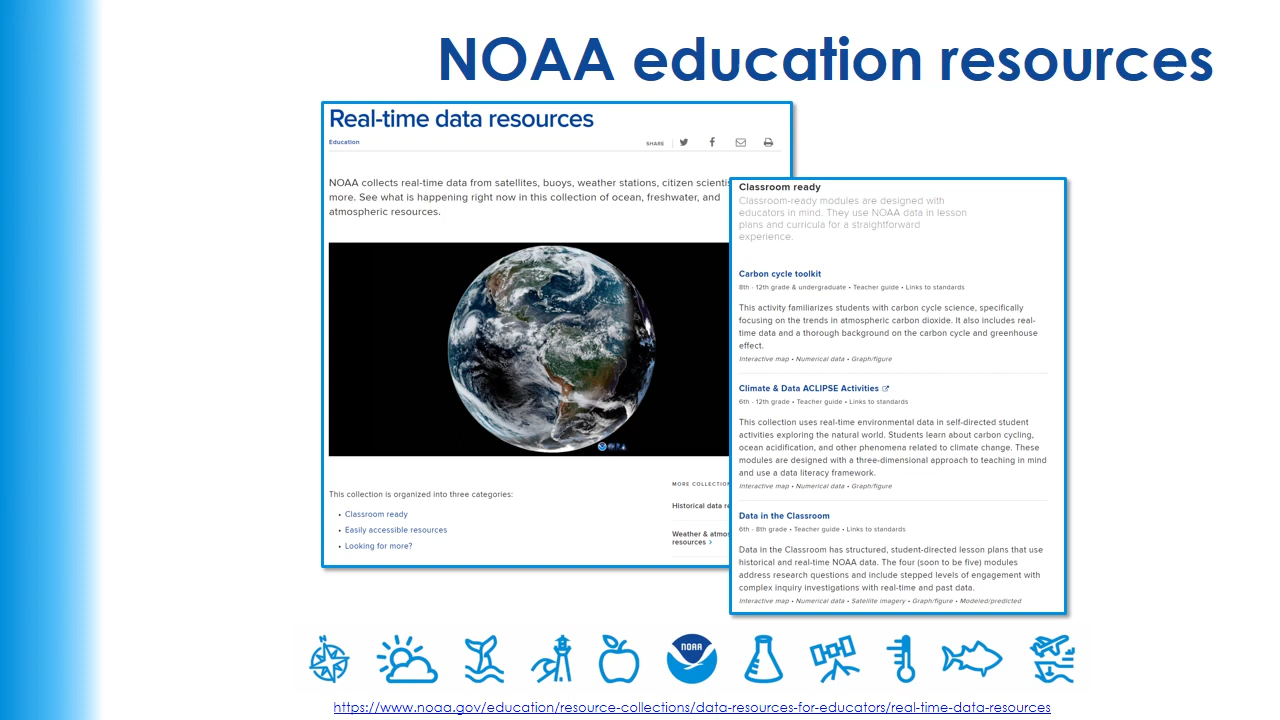 NOAA education resources
Real-time data resources
Education
SHARE
NOAA collects real-time data from satellites, buoys, weather stations, citizen
more. See what is happening right now in this collection of ocean, freshwater, and
atmospheric resources.
This collection is organized into three categories:
• Classroom ready
• Easily accessible resources
• Looking for more?
MORE
Historical data
Weather &
resources >
Classroom ready
Classroom-ready modules are designed with
educators in mind. They use NOAA data in lesson
plans and curricula for a straightforward
experience.
Carbon cycle toolkit
8th - 12th grade & undergraduate • Teacher guide • Links to standards
This activity familiarizes students with carbon cycle science, specifically
focusing on the trends in atmospheric carbon dioxide. It also includes real-
time data and a thorough background on the carbon cycle and greenhouse
effect.
Interactive map • Numerical data • Graph/figure
Climate & Data ACLIPSE Activities
6th - 12th grade • Teacher guide • Links to standards
This collection uses real-time environmental data in self-directed student
activities exploring the natural world. Students learn about carbon cycling,
ocean acidification, and other phenomena related to climate change. These
modules are designed with a three-dimensional approach to teaching in mind
and use a data literacy framework.
Interactive map • Numerical data • Graph/figure
Data in the Classroom
6th - 8th grade • Teacher guide • Links to standards
Data in the Classroom has structured, student-directed lesson plans that use
historical and real-time NOAA data. The four (soon to be five) modules
address research questions and include stepped levels of engagement with
complex inquiry investigations with real-time and past data.
Interactive map • Numerical data • Satellite imagery • Graph/figure • Modeled/predicted
NOAA
https://www.noaa.gov/education/resource-collections/data-resources-for-educators/real-time-data-resources